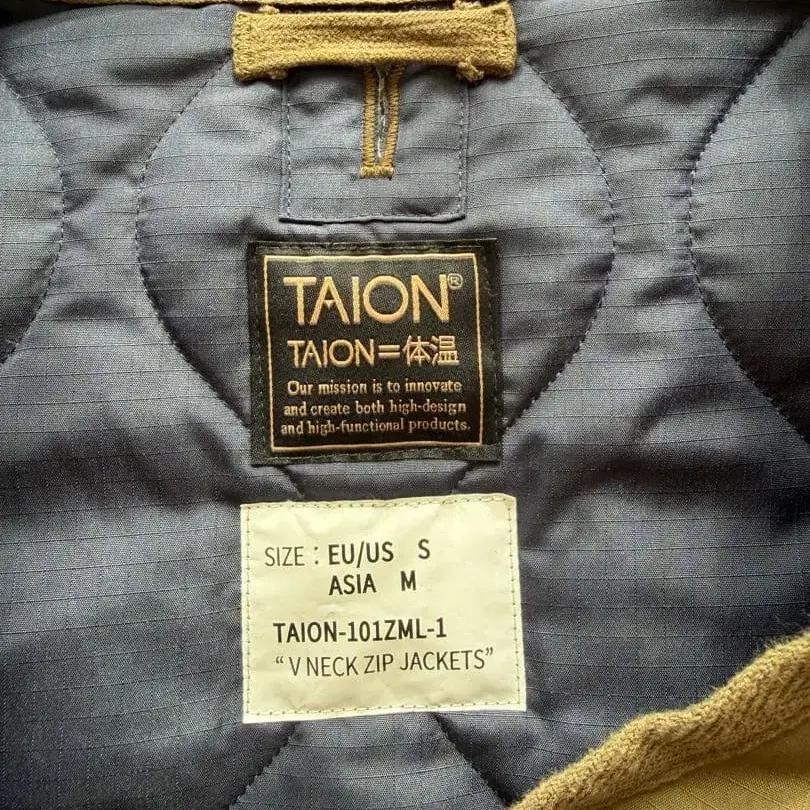 TAION®
TAION=体温
Our mission is to innovate
and create both high-design
and high-functional products.
SIZE : EU/US S
ASIA M
TAION-101ZML-1
“V NECK ZIP JACKETS”